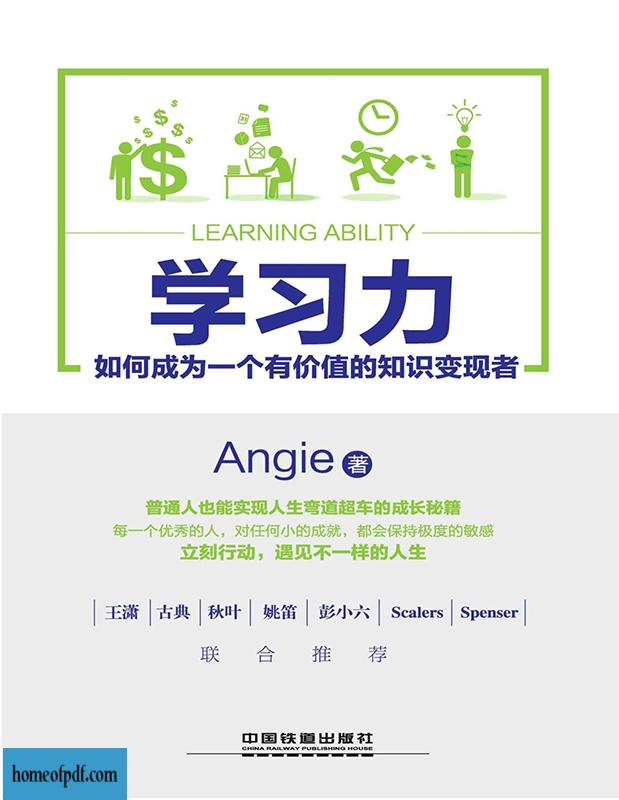 LEARNING ABILITY
学习力
如何成为一个有价值的知识变现者
Angie 著
普通人也能实现人生弯道超车的成长秘籍
每一个优秀的人，对任何小的成就，都会保持极度的敏感
立刻行动，遇见不一样的人生
王潇 | 古典 | 秋叶 | 姚笛 | 彭小六 | Scalers | Spenser
联 合 推 荐
中国铁道出版社
CHINA RAILWAY PUBLISHING HOUSE
homeofpdf.com